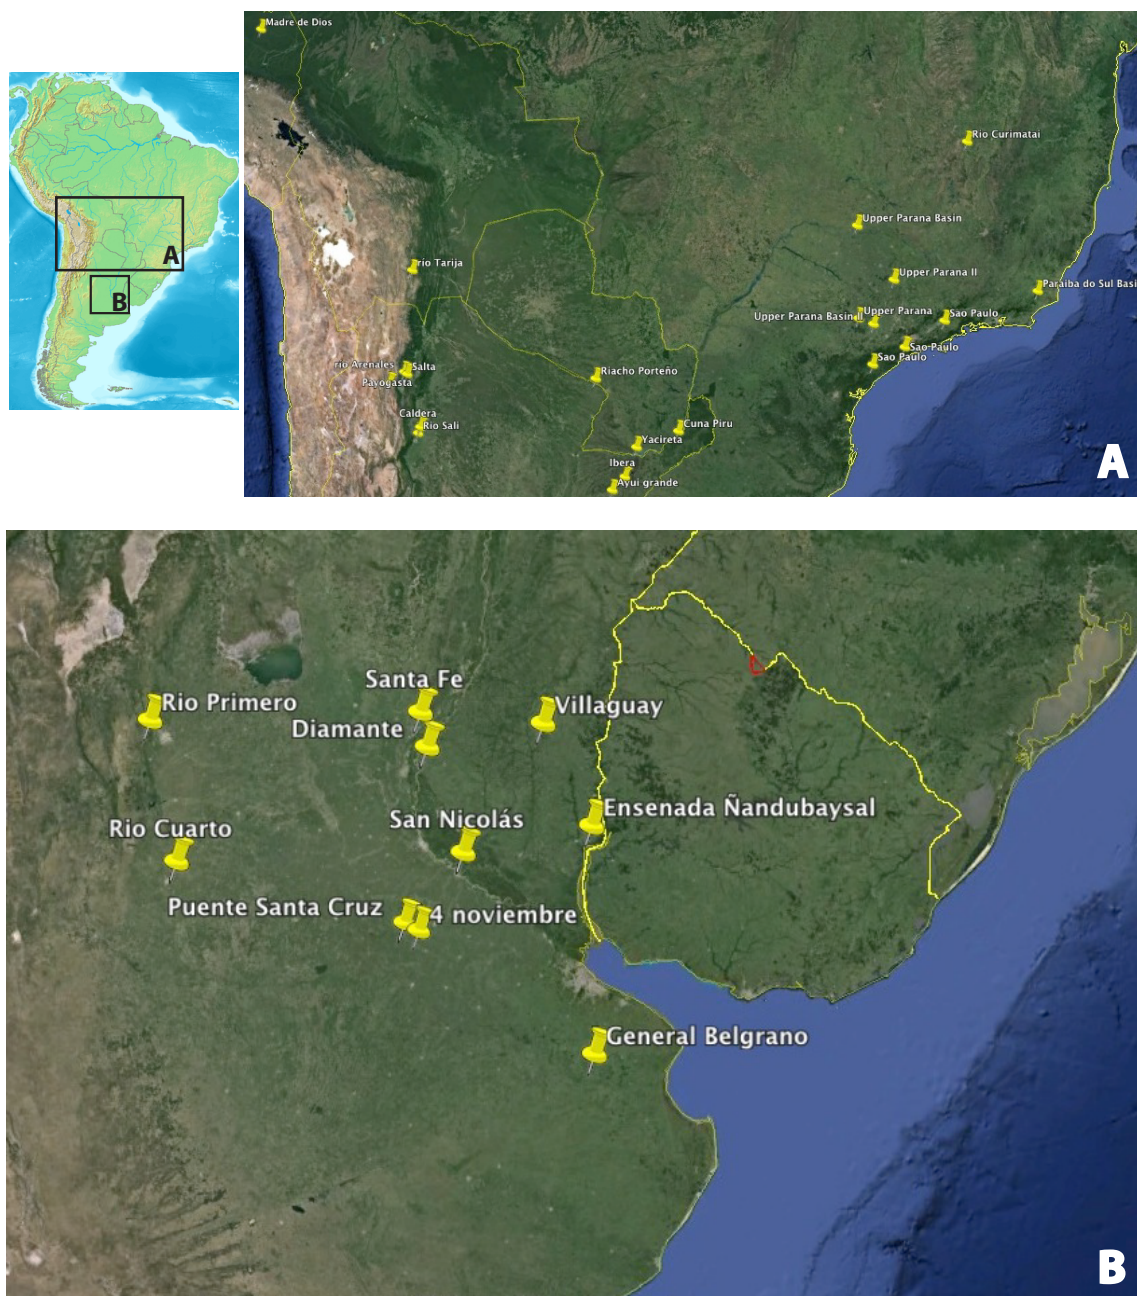 Madre de Dios
Rio Curimatai
Upper Parana Basin
rio Tarija
Upper Parana II
Paraiba do Sul Basi
A
Upper Parana Basin II
Upper Parana
Sao Paulo
B
Sao Paulo
Sao Paulo
rio Arenales
Salta
Riacho Porteño
Payogasta
Caldera
Rio Sali
Cuna Piru
Yacireta
Ibera
Ayui grande
A
Santa Fe
Rio Primero
Villaguay
Diamante
Ensenada Ñandubaysal
San Nicolás
Rio Cuarto
Puente Santa Cruz
4 noviembre
General Belgrano
B